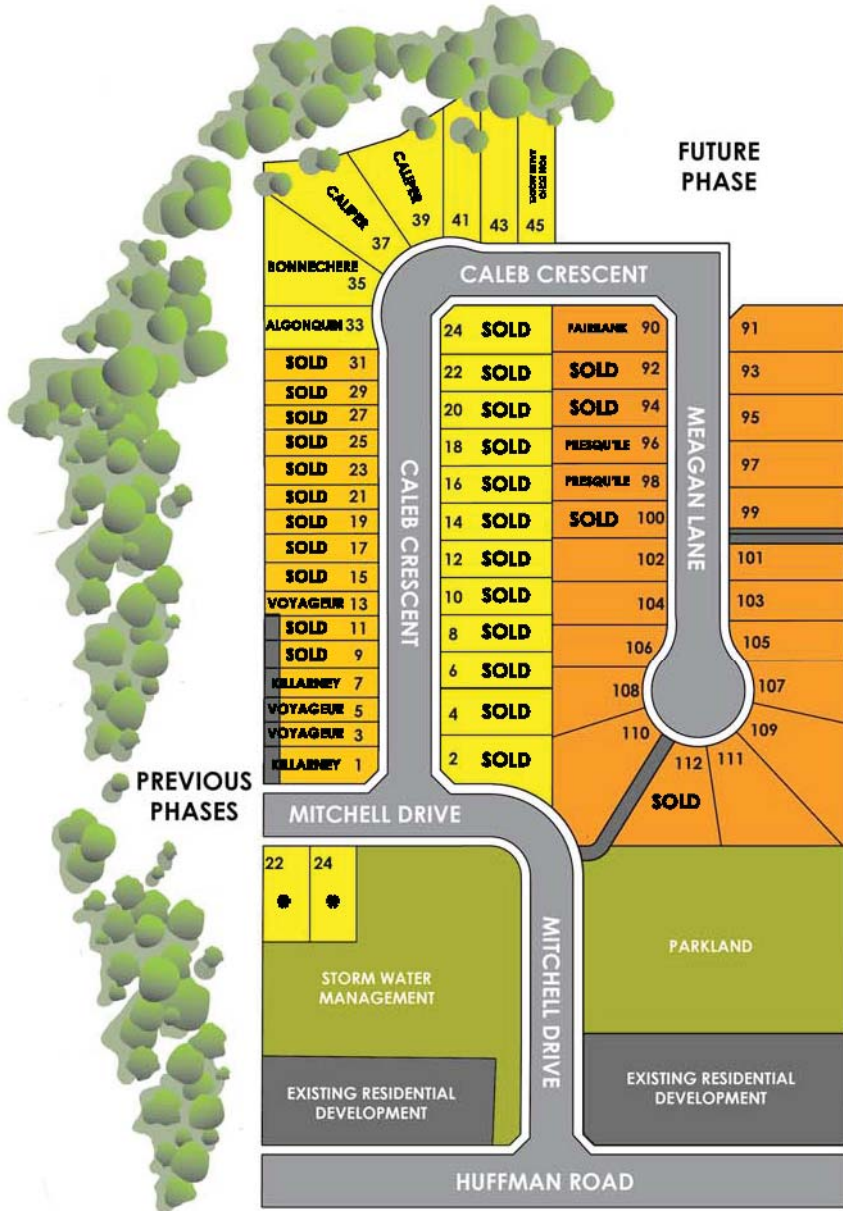 FUTURE
PHASE
CALIPER
37
CALIPER
39
41
43
BON ECHO
45
BONNECHERE
35
CALEB CRESCENT
ALGONQUIN 33
SOLD 31
SOLD 29
SOLD 27
SOLD 25
SOLD 23
SOLD 21
SOLD 19
SOLD 17
SOLD 15
VOYAGEUR 13
SOLD 11
SOLD 9
KILLARNEY 7
VOYAGEUR 5
VOYAGEUR 3
KILLARNEY 1
CALEB CRESCENT
24 SOLD
22 SOLD
20 SOLD
18 SOLD
16 SOLD
14 SOLD
12 SOLD
10 SOLD
8 SOLD
6 SOLD
4 SOLD
2 SOLD
FAIRBANK 90
SOLD 92
SOLD 94
PRESQU'ILE 96
PRESQU'ILE 98
SOLD 100
102
104
106
108
110
112
SOLD
MEAGAN LANE
91
93
95
97
99
101
103
105
107
109
111
PREVIOUS
PHASES
MITCHELL DRIVE
22
24
STORM WATER
MANAGEMENT
MITCHELL DRIVE
PARKLAND
EXISTING RESIDENTIAL
DEVELOPMENT
EXISTING RESIDENTIAL
DEVELOPMENT
HUFFMAN ROAD